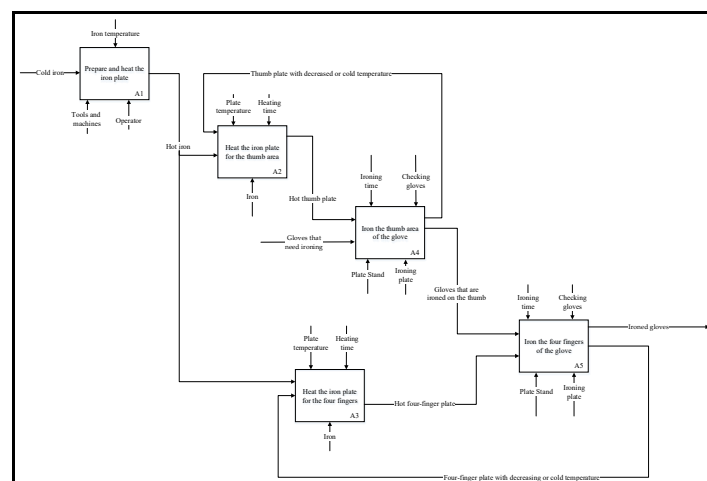 Iron temperature
Cold iron
Prepare and heat the
iron plate
A1
Tools and
machines
Operator
Thumb plate with decreased or cold temperature
Plate
temperature
Heating
time
Hot iron
Heat the iron plate
for the thumb area
A2
Iron
Hot thumb plate
Ironing
time
Checking
gloves
Gloves that
need ironing
Iron the thumb area
of the glove
A4
Plate Stand
Ironing
plate
Gloves that are
ironed on the thumb
Ironing
time
Checking
gloves
Iron the four fingers
of the glove
A5
Ironed gloves
Plate Stand
Ironing
plate
Plate
temperature
Heating
time
Heat the iron plate
for the four fingers
A3
Iron
Hot four-finger plate
Four-finger plate with decreasing or cold temperature